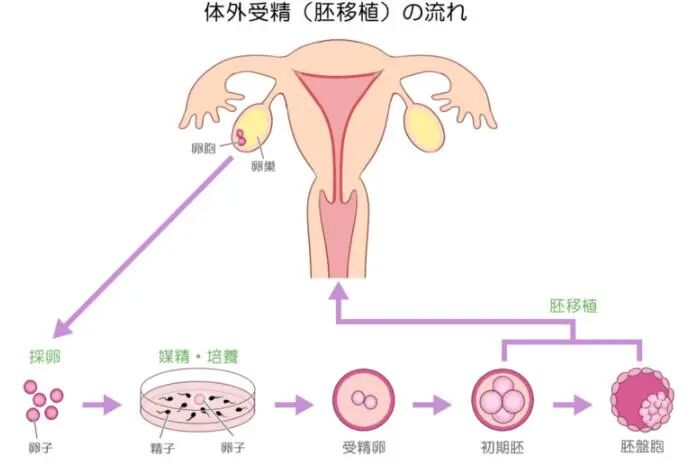 体外受精（胚移植）の流れ
卵胞
卵巣
胚移植
採卵
媒精・培養
卵子
精子
卵子
受精卵
初期胚
胚盤胞